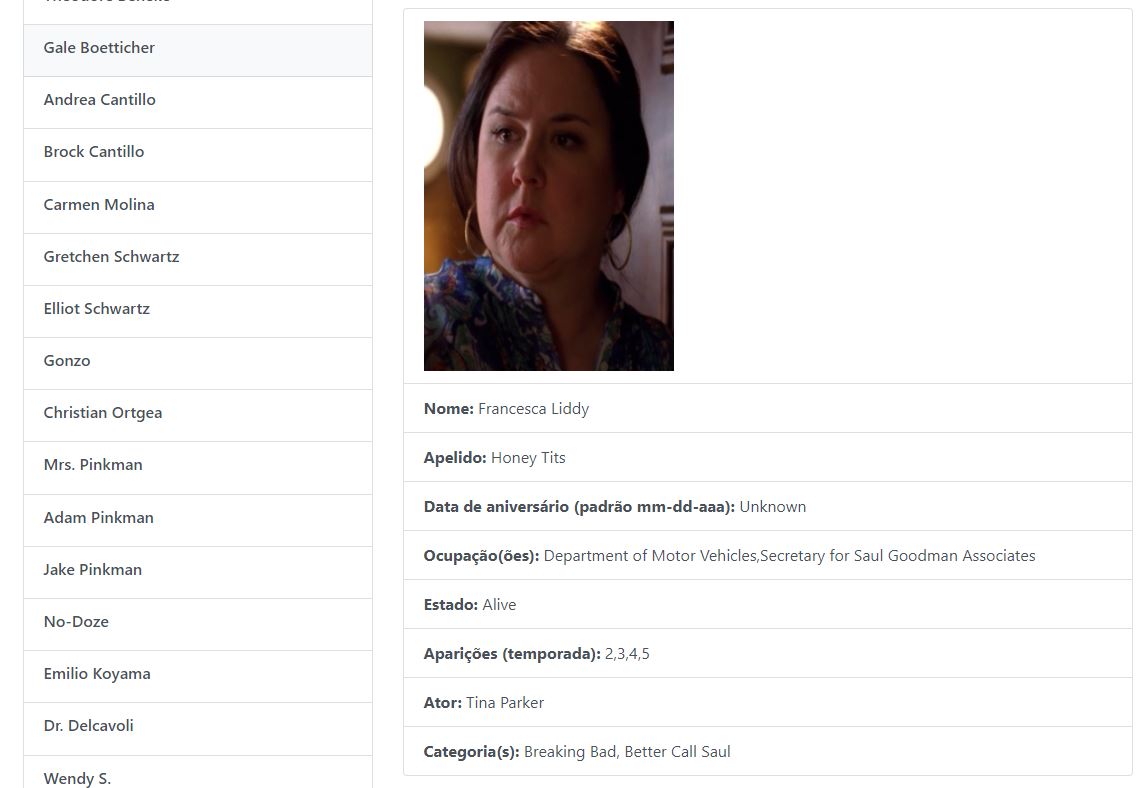 Theodore Beneke
Gale Boetticher
Andrea Cantillo
Brock Cantillo
Carmen Molina
Gretchen Schwartz
Elliot Schwartz
Gonzo
Christian Ortgea
Mrs. Pinkman
Adam Pinkman
Jake Pinkman
No-Doze
Emilio Koyama
Dr. Delcavoli
Wendy S.
Nome: Francesca Liddy
Apelido: Honey Tits
Data de aniversário (padrão mm-dd-aaa): Unknown
Ocupação(ões): Department of Motor Vehicles,Secretary for Saul Goodman Associates
Estado: Alive
Aparições (temporada): 2,3,4,5
Ator: Tina Parker
Categoria(s): Breaking Bad, Better Call Saul